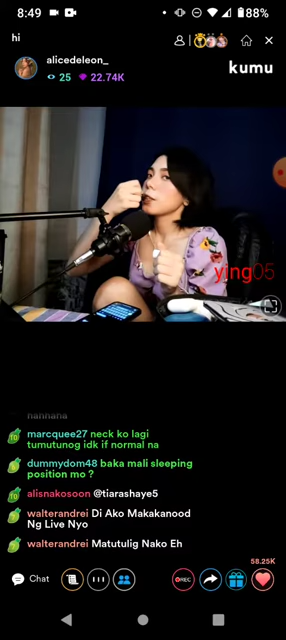 8:49
88%
hi
alicedeleon_
25
22.74K
kumu
ying05
hahhaha
marcquee27 neck ko lagi
tumutunog idk if normal na
dummydom48 baka mali sleeping
position mo ?
alisnakosoon @tiarashaye5
walterandrei Di Ako Makakanood
Ng Live Nyo
walterandrei Matutulig Nako Eh
58.25K
Chat
REC